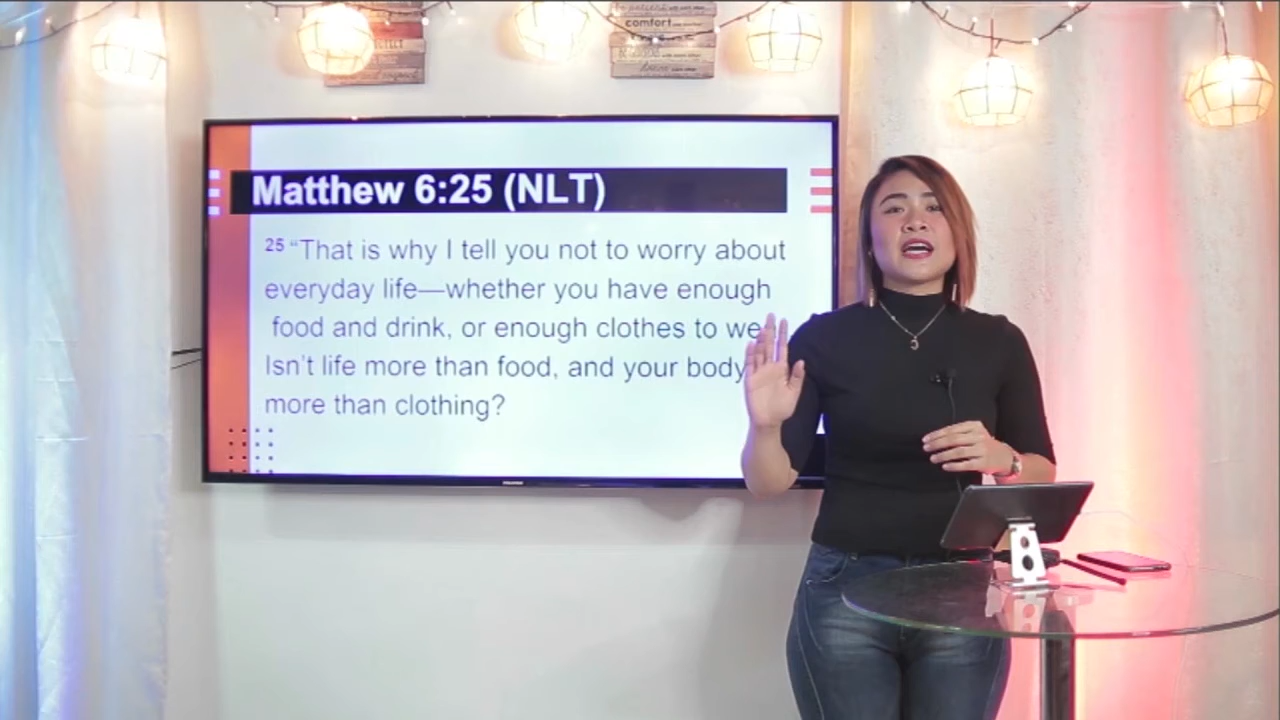 comfort
Matthew 6:25 (NLT)
25 “That is why I tell you not to worry about
everyday life—whether you have enough
food and drink, or enough clothes to we
Isn't life more than food, and your body
more than clothing?